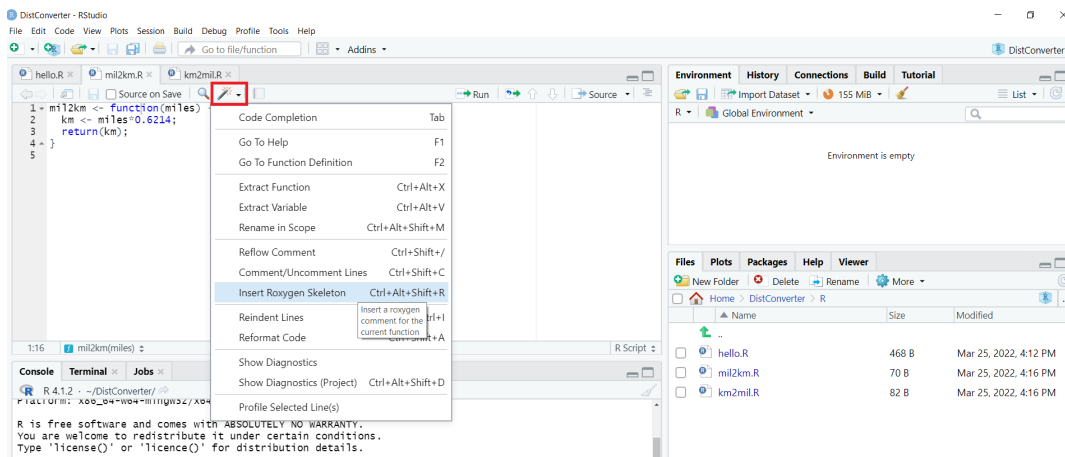 DistConverter - RStudio
File Edit Code View Plots Session Build Debug Profile Tools Help
Go to file/function Addins DistConverter
hello.R mil2km.R km2mil.R
Source on Save Run Source
1 mil2km <- function(miles)
2 km <- miles*0.6214;
3 return(km);
4 }
5
Code Completion Tab
Go To Help F1
Go To Function Definition F2
Extract Function Ctrl+Alt+X
Extract Variable Ctrl+Alt+V
Rename in Scope Ctrl+Alt+Shift+M
Reflow Comment Ctrl+Shift+/
Comment/Uncomment Lines Ctrl+Shift+C
Insert Roxygen Skeleton Ctrl+Alt+Shift+R
Insert a roxygen
comment for the
current function
Reindent Lines trl+I
Reformat Code Ctrl+Shift+A
Show Diagnostics
Show Diagnostics (Project) Ctrl+Alt+Shift+D
Profile Selected Line(s)
1:16 mil2km(miles) R Script
Console Terminal Jobs
R 4.1.2 · ~/DistConverter/
Platform: x86_64-w64-mingw32/x64
R is free software and comes with ABSOLUTELY NO WARRANTY.
You are welcome to redistribute it under certain conditions.
Type 'license()' or 'licence()' for distribution details.
Environment History Connections Build Tutorial
Import Dataset 155 MiB List
R Global Environment
Environment is empty
Files Plots Packages Help Viewer
New Folder Delete Rename More
Home DistConverter R
Name Size Modified
..
hello.R 468 B Mar 25, 2022, 4:12 PM
mil2km.R 70 B Mar 25, 2022, 4:16 PM
km2mil.R 82 B Mar 25, 2022, 4:16 PM